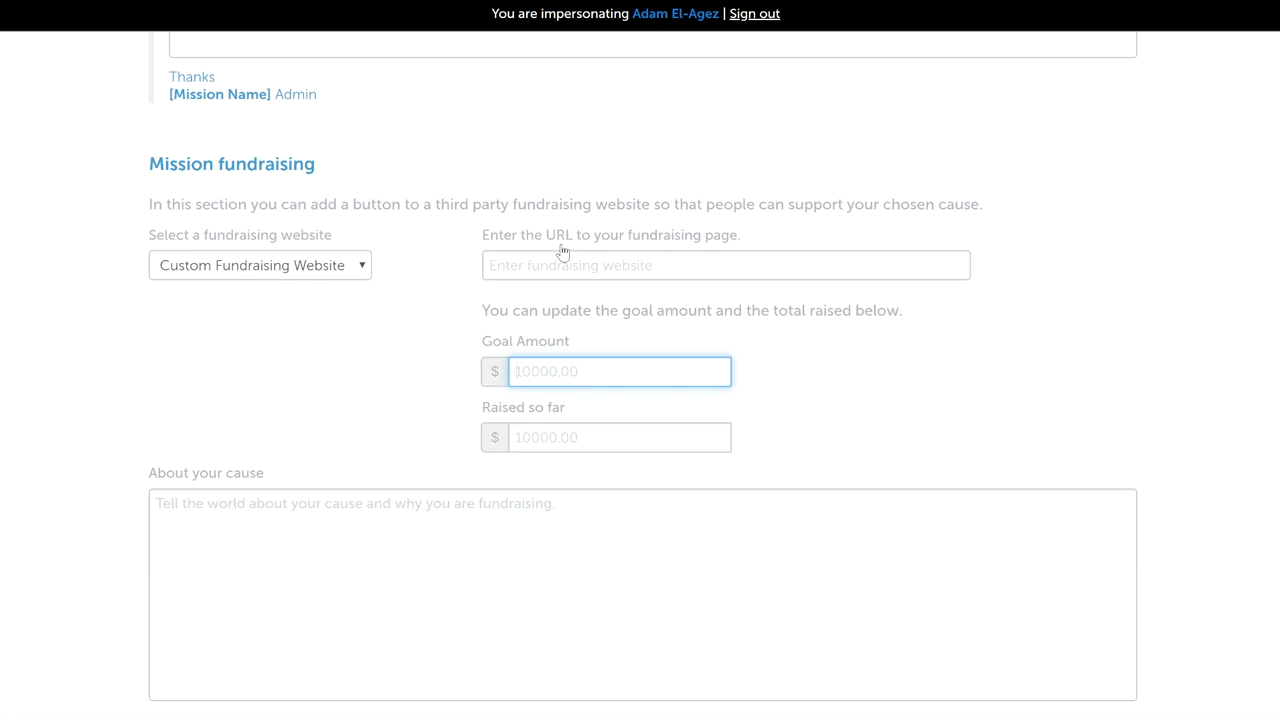 You are impersonating Adam El-Agez | Sign out
Thanks
[Mission Name] Admin
Mission fundraising
In this section you can add a button to a third party fundraising website so that people can support your chosen cause.
Select a fundraising website
Enter the URL to your fundraising page.
Custom Fundraising Website
Enter fundraising website
You can update the goal amount and the total raised below.
Goal Amount
$ 10000.00
Raised so far
$ 10000.00
About your cause
Tell the world about your cause and why you are fundraising.